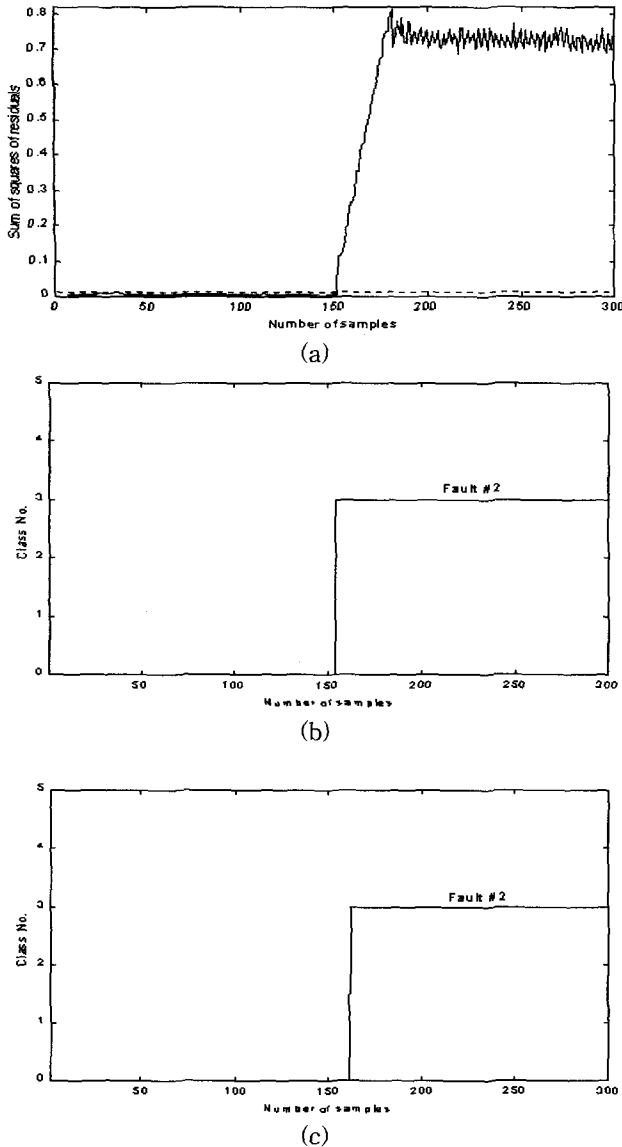 0.8
0.7
0.6
0.5
0.4
0.3
0.2
0.1
0
Sum of squares of residuals
0 50 100 150 200 250 300
Number of samples
(a)
5
4
3
2
1
0
Class No.
Fault #2
50 100 150 200 250 300
Number of samples
(b)
5
4
3
2
1
0
Class No.
Fault #2
50 100 150 200 250 300
Number of samples
(c)